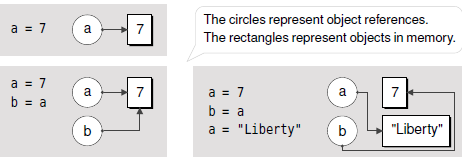 a = 7
a
7
The circles represent object references.
The rectangles represent objects in memory.
a = 7
b = a
a
7
b
a = 7
b = a
a = "Liberty"
a
7
b
"Liberty"